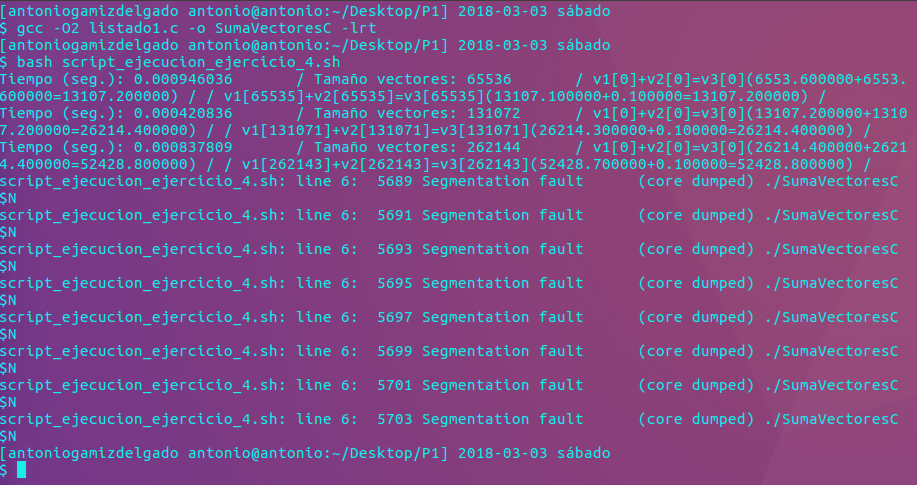 [antoniogamizdelgado antonio@antonio:~/Desktop/P1] 2018-03-03 sábado
$ gcc -O2 listado1.c -o SumaVectoresC -lrt
[antoniogamizdelgado antonio@antonio:~/Desktop/P1] 2018-03-03 sábado
$ bash script_ejecucion_ejercicio_4.sh
Tiempo (seg.): 0.000946036       / Tamaño vectores: 65536       / v1[0]+v2[0]=v3[0](6553.600000+6553.
600000=13107.200000) / / v1[65535]+v2[65535]=v3[65535](13107.100000+0.100000=13107.200000) /
Tiempo (seg.): 0.000420836       / Tamaño vectores: 131072      / v1[0]+v2[0]=v3[0](13107.200000+1310
7.200000=26214.400000) / / v1[131071]+v2[131071]=v3[131071](26214.300000+0.100000=26214.400000) /
Tiempo (seg.): 0.000837809       / Tamaño vectores: 262144      / v1[0]+v2[0]=v3[0](26214.400000+2621
4.400000=52428.800000) / / v1[262143]+v2[262143]=v3[262143](52428.700000+0.100000=52428.800000) /
script_ejecucion_ejercicio_4.sh: line 6:  5689 Segmentation fault      (core dumped) ./SumaVectoresC
$N
script_ejecucion_ejercicio_4.sh: line 6:  5691 Segmentation fault      (core dumped) ./SumaVectoresC
$N
script_ejecucion_ejercicio_4.sh: line 6:  5693 Segmentation fault      (core dumped) ./SumaVectoresC
$N
script_ejecucion_ejercicio_4.sh: line 6:  5695 Segmentation fault      (core dumped) ./SumaVectoresC
$N
script_ejecucion_ejercicio_4.sh: line 6:  5697 Segmentation fault      (core dumped) ./SumaVectoresC
$N
script_ejecucion_ejercicio_4.sh: line 6:  5699 Segmentation fault      (core dumped) ./SumaVectoresC
$N
script_ejecucion_ejercicio_4.sh: line 6:  5701 Segmentation fault      (core dumped) ./SumaVectoresC
$N
script_ejecucion_ejercicio_4.sh: line 6:  5703 Segmentation fault      (core dumped) ./SumaVectoresC
$N
[antoniogamizdelgado antonio@antonio:~/Desktop/P1] 2018-03-03 sábado
$